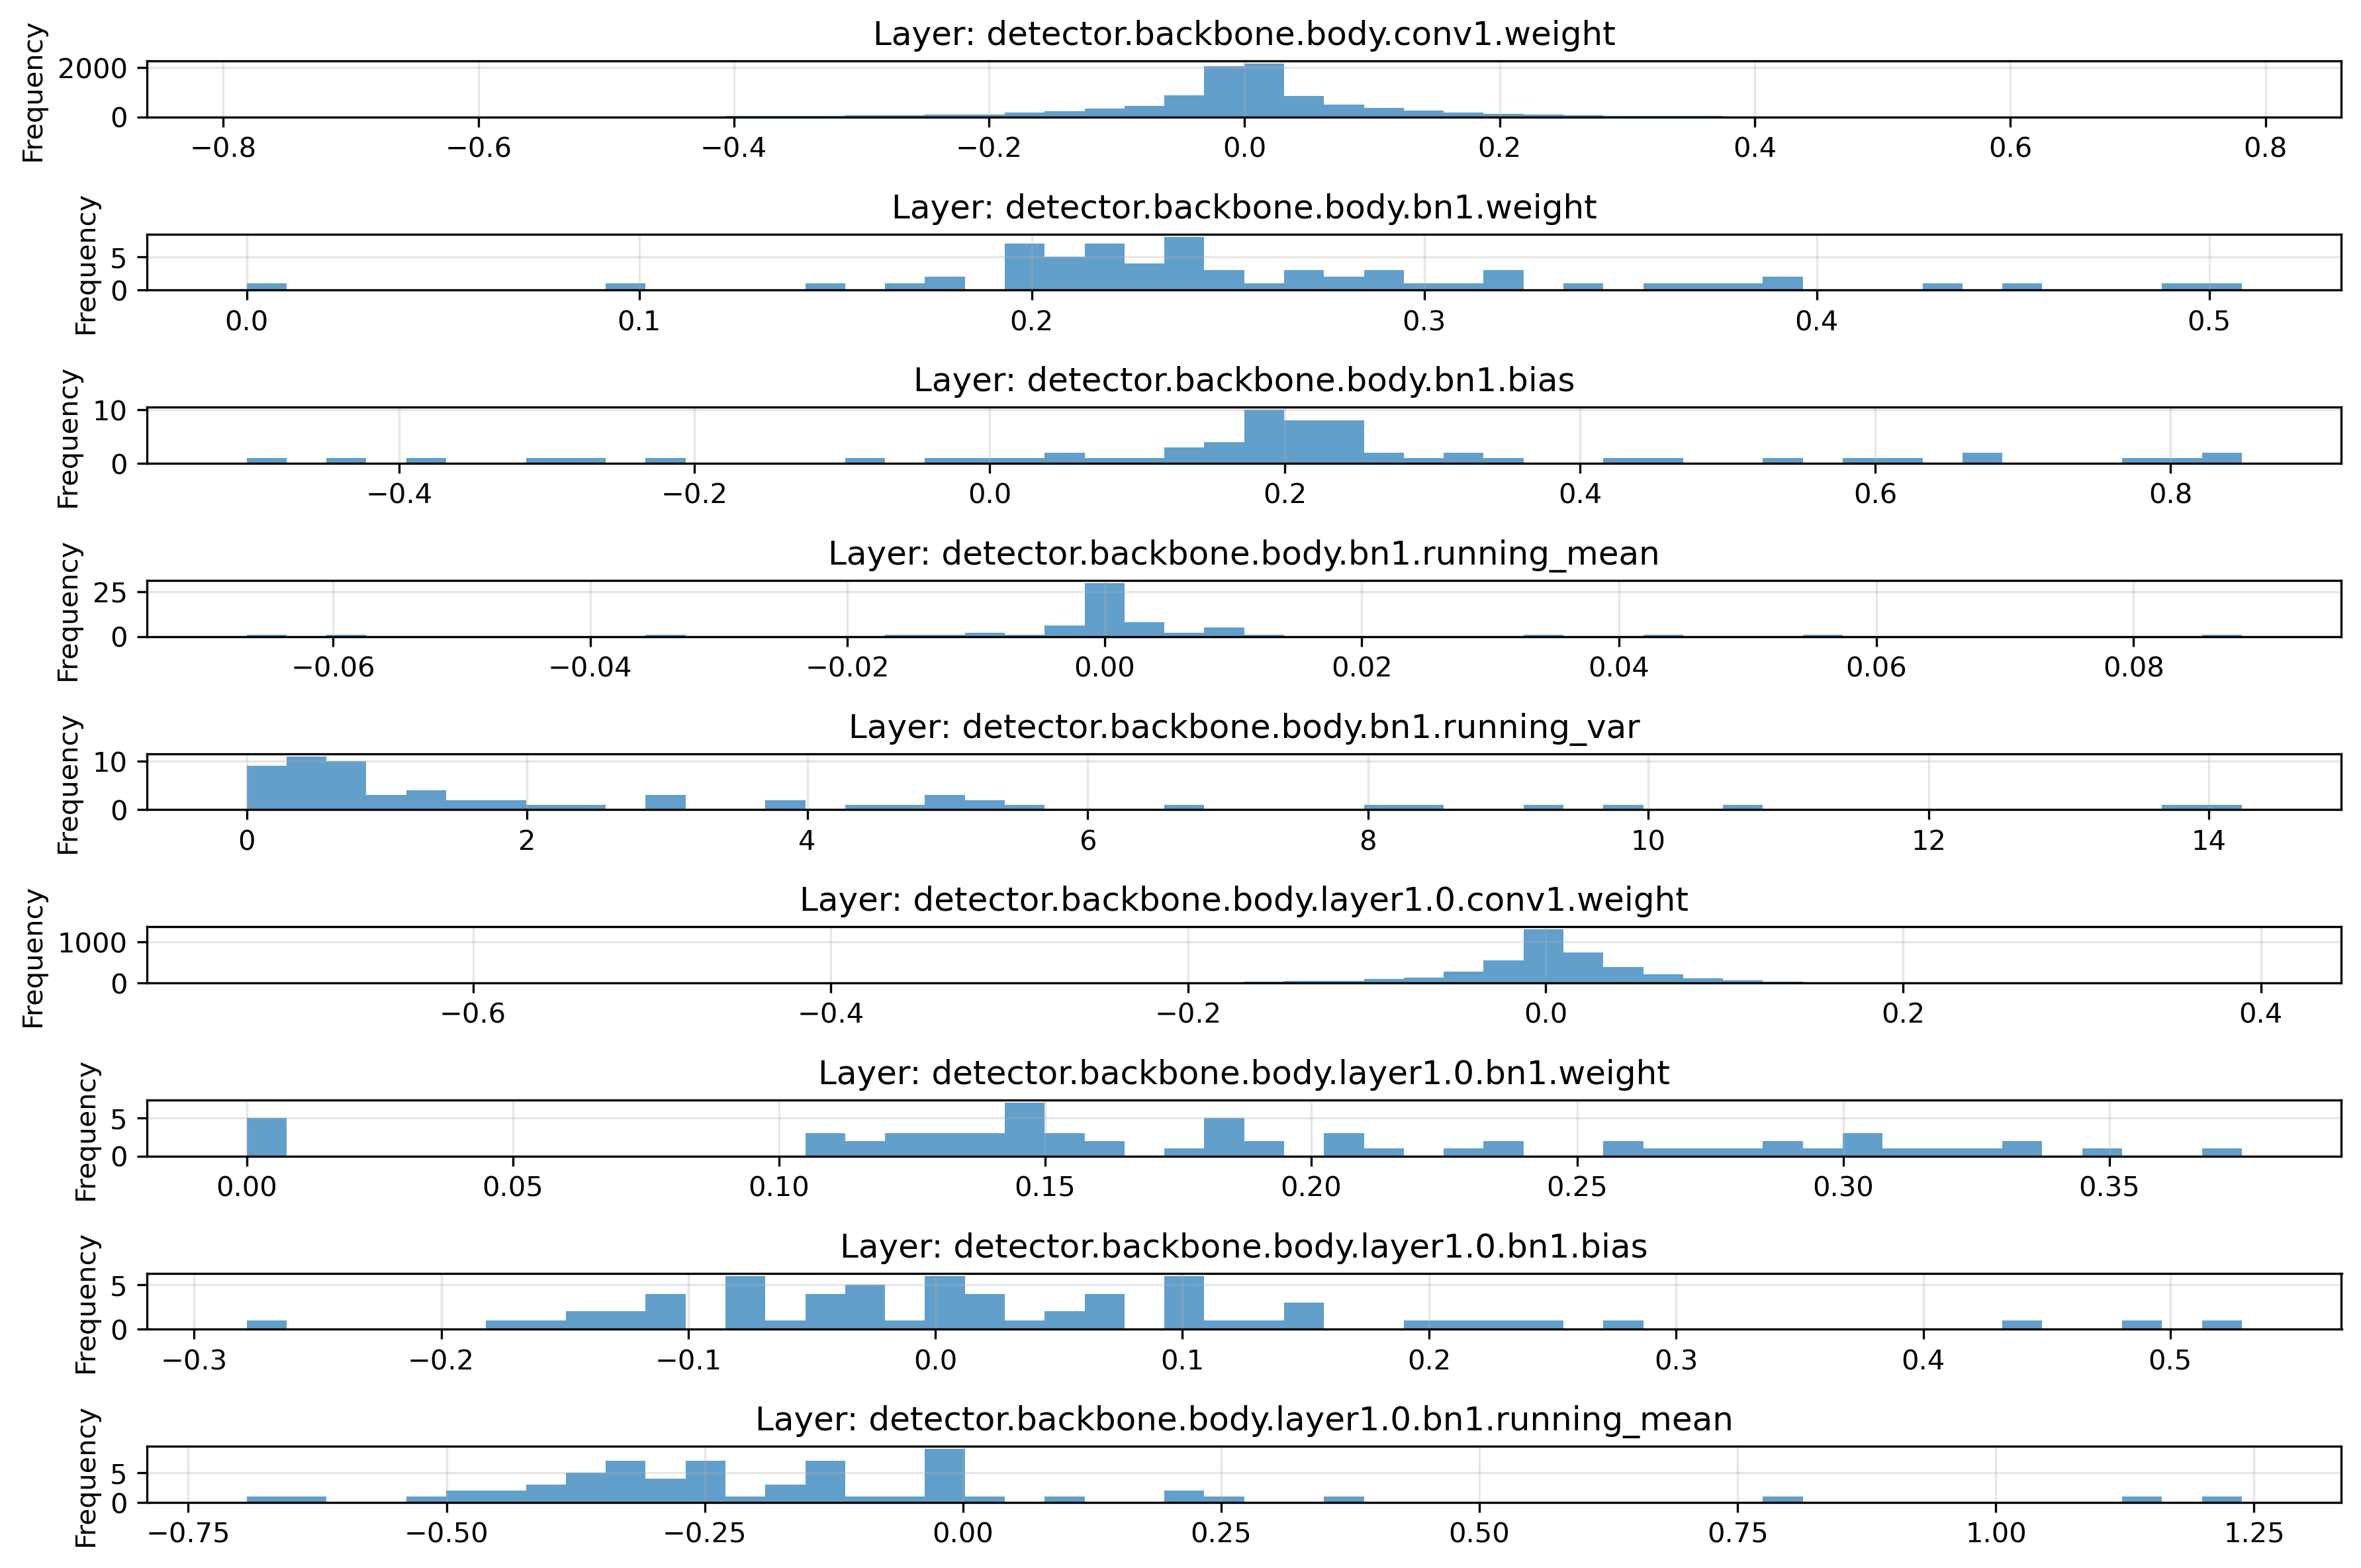 Layer: detector.backbone.body.conv1.weight
Frequency
2000
0
−0.8 −0.6 −0.4 −0.2 0.0 0.2 0.4 0.6 0.8
Layer: detector.backbone.body.bn1.weight
Frequency
5
0
0.0 0.1 0.2 0.3 0.4 0.5
Layer: detector.backbone.body.bn1.bias
Frequency
10
0
−0.4 −0.2 0.0 0.2 0.4 0.6 0.8
Layer: detector.backbone.body.bn1.running_mean
Frequency
25
0
−0.06 −0.04 −0.02 0.00 0.02 0.04 0.06 0.08
Layer: detector.backbone.body.bn1.running_var
Frequency
10
0
0 2 4 6 8 10 12 14
Layer: detector.backbone.body.layer1.0.conv1.weight
Frequency
1000
0
−0.6 −0.4 −0.2 0.0 0.2 0.4
Layer: detector.backbone.body.layer1.0.bn1.weight
Frequency
5
0
0.00 0.05 0.10 0.15 0.20 0.25 0.30 0.35
Layer: detector.backbone.body.layer1.0.bn1.bias
Frequency
5
0
−0.3 −0.2 −0.1 0.0 0.1 0.2 0.3 0.4 0.5
Layer: detector.backbone.body.layer1.0.bn1.running_mean
Frequency
5
0
−0.75 −0.50 −0.25 0.00 0.25 0.50 0.75 1.00 1.25